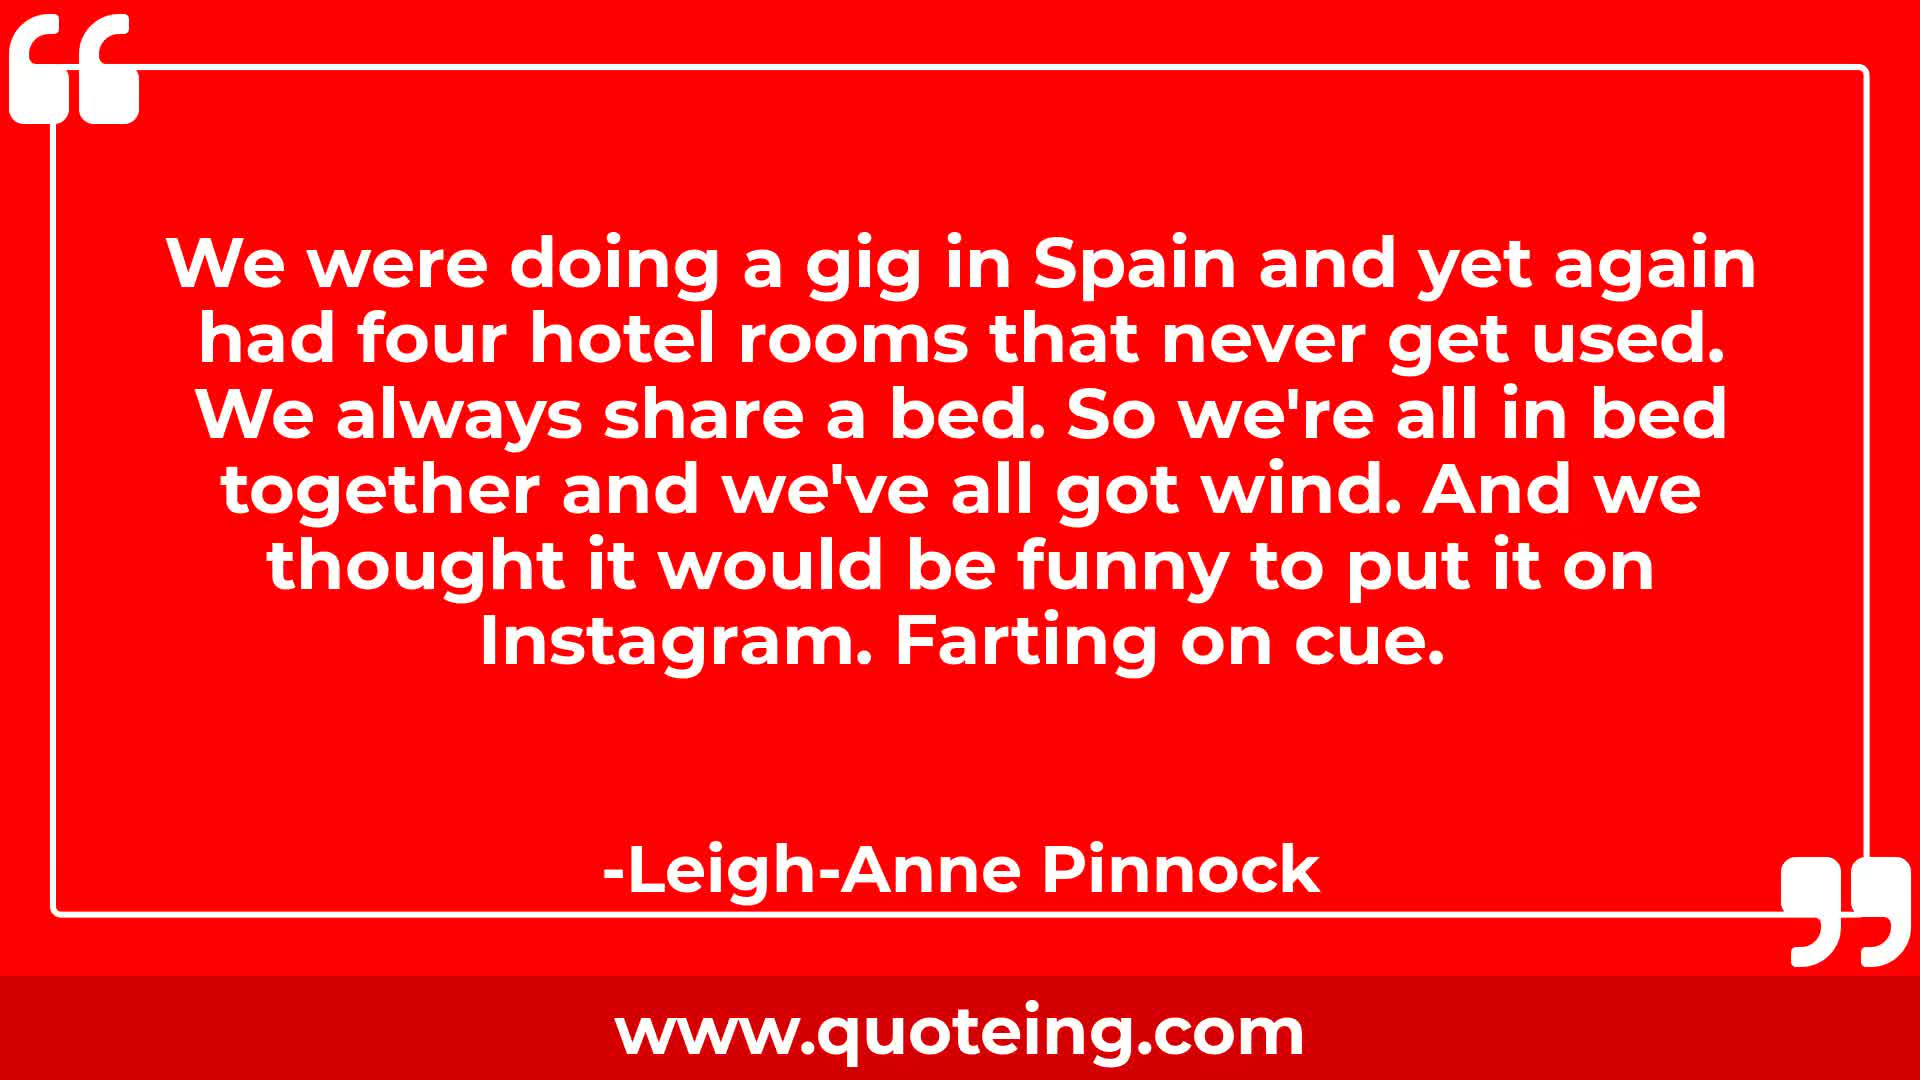 We were doing a gig in Spain and yet again
had four hotel rooms that never get used.
We always share a bed. So we're all in bed
together and we've all got wind. And we
thought it would be funny to put it on
Instagram. Farting on cue.
-Leigh-Anne Pinnock
www.quoteing.com